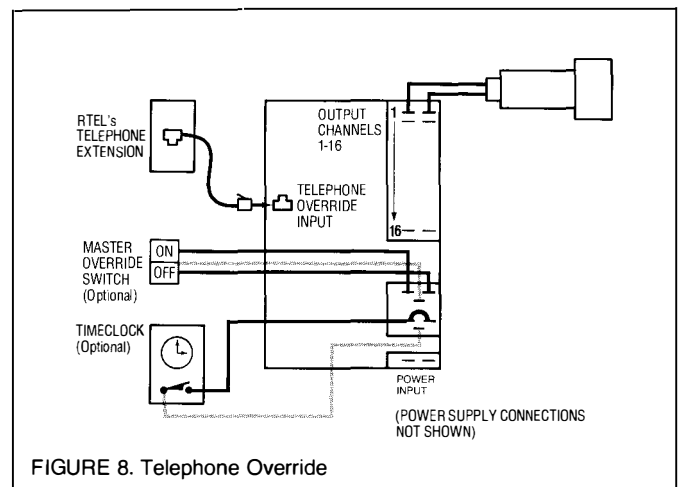 RTEL's
TELEPHONE
EXTENSION
OUTPUT
CHANNELS
1-16
1
16
TELEPHONE
OVERRIDE
INPUT
MASTER
OVERRIDE
SWITCH
(Optional)
ON
OFF
TIMECLOCK
(Optional)
POWER
INPUT
(POWER SUPPLY CONNECTIONS
NOT SHOWN)
FIGURE 8. Telephone Override